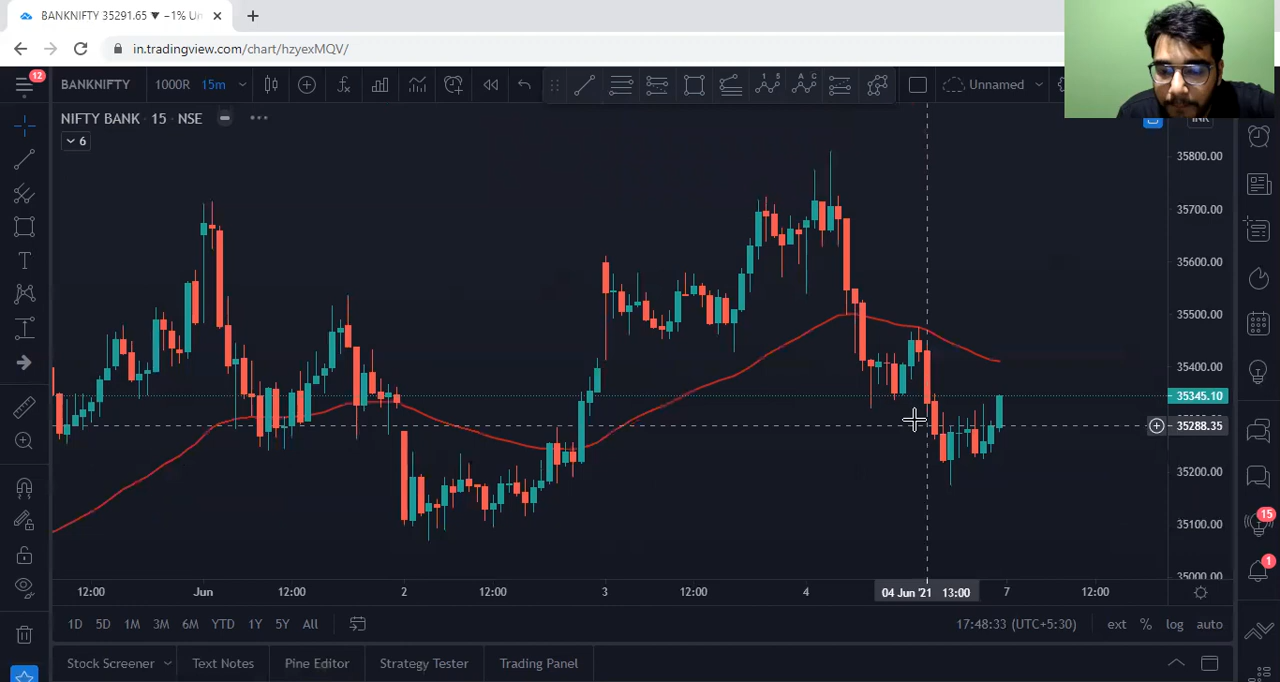 BANKNIFTY 35291.65 ▼ −1% Un
in.tradingview.com/chart/hzyexMQV/
12
BANKNIFTY 1000R 15m Unnamed
NIFTY BANK · 15 · NSE
INR
6
35800.00
35700.00
35600.00
35500.00
35400.00
35345.10
35288.35
35200.00
35100.00
35000.00
15
1
12:00 Jun 12:00 2 12:00 3 12:00 4 04 Jun '21 13:00 7 12:00
1D 5D 1M 3M 6M YTD 1Y 5Y All 17:48:33 (UTC+5:30) ext % log auto
Stock Screener Text Notes Pine Editor Strategy Tester Trading Panel